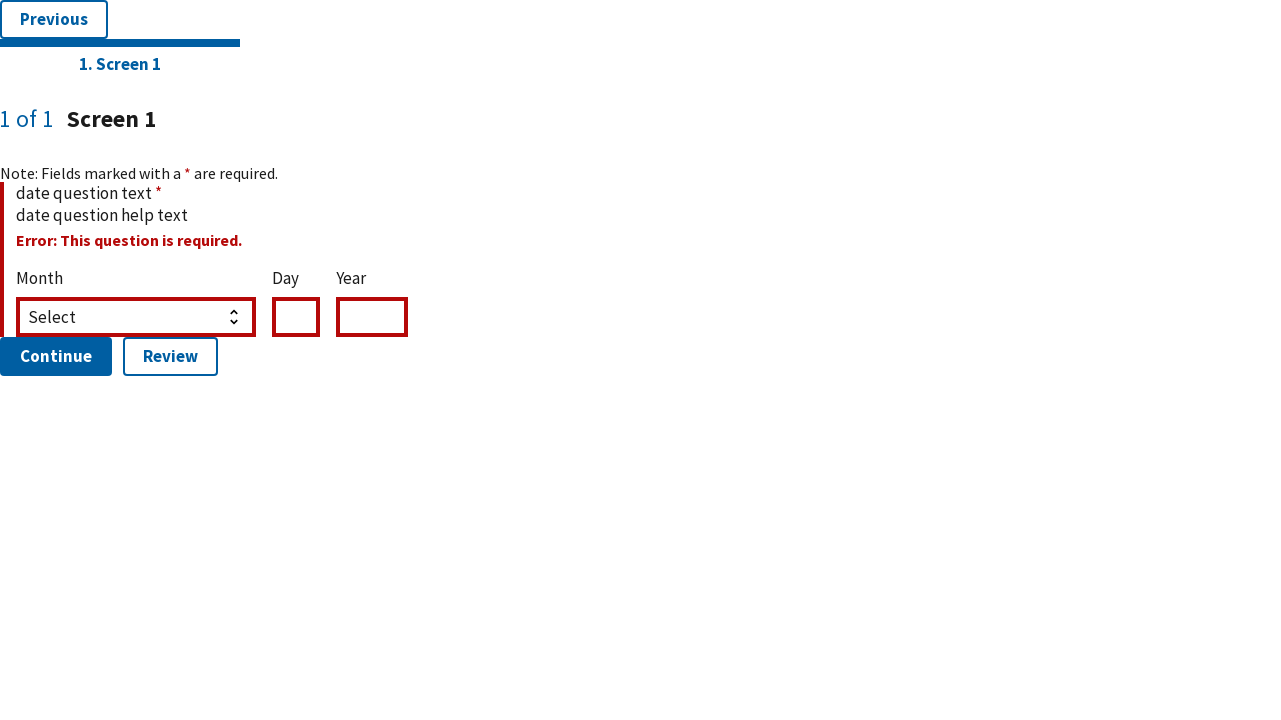 Previous
1. Screen 1
1 of 1 Screen 1
Note: Fields marked with a * are required.
date question text *
date question help text
Error: This question is required.
Month Day Year
Select
Continue Review